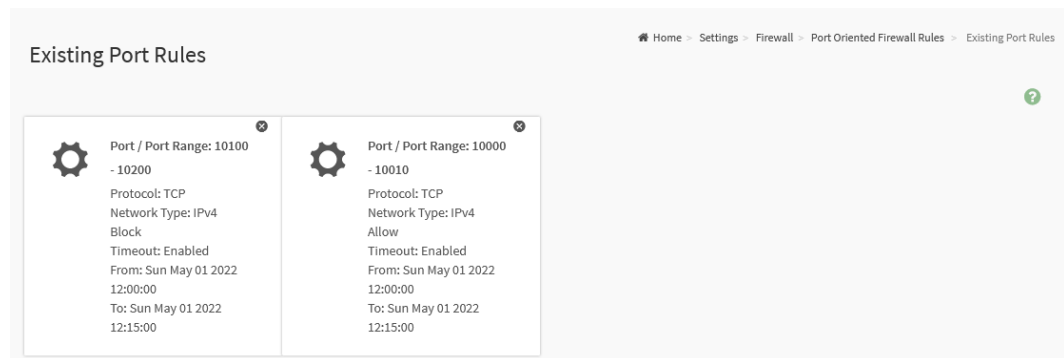 Existing Port Rules
Home > Settings > Firewall > Port Oriented Firewall Rules > Existing Port Rules
?
Port / Port Range: 10100
- 10200
Protocol: TCP
Network Type: IPv4
Block
Timeout: Enabled
From: Sun May 01 2022
12:00:00
To: Sun May 01 2022
12:15:00
Port / Port Range: 10000
- 10010
Protocol: TCP
Network Type: IPv4
Allow
Timeout: Enabled
From: Sun May 01 2022
12:00:00
To: Sun May 01 2022
12:15:00